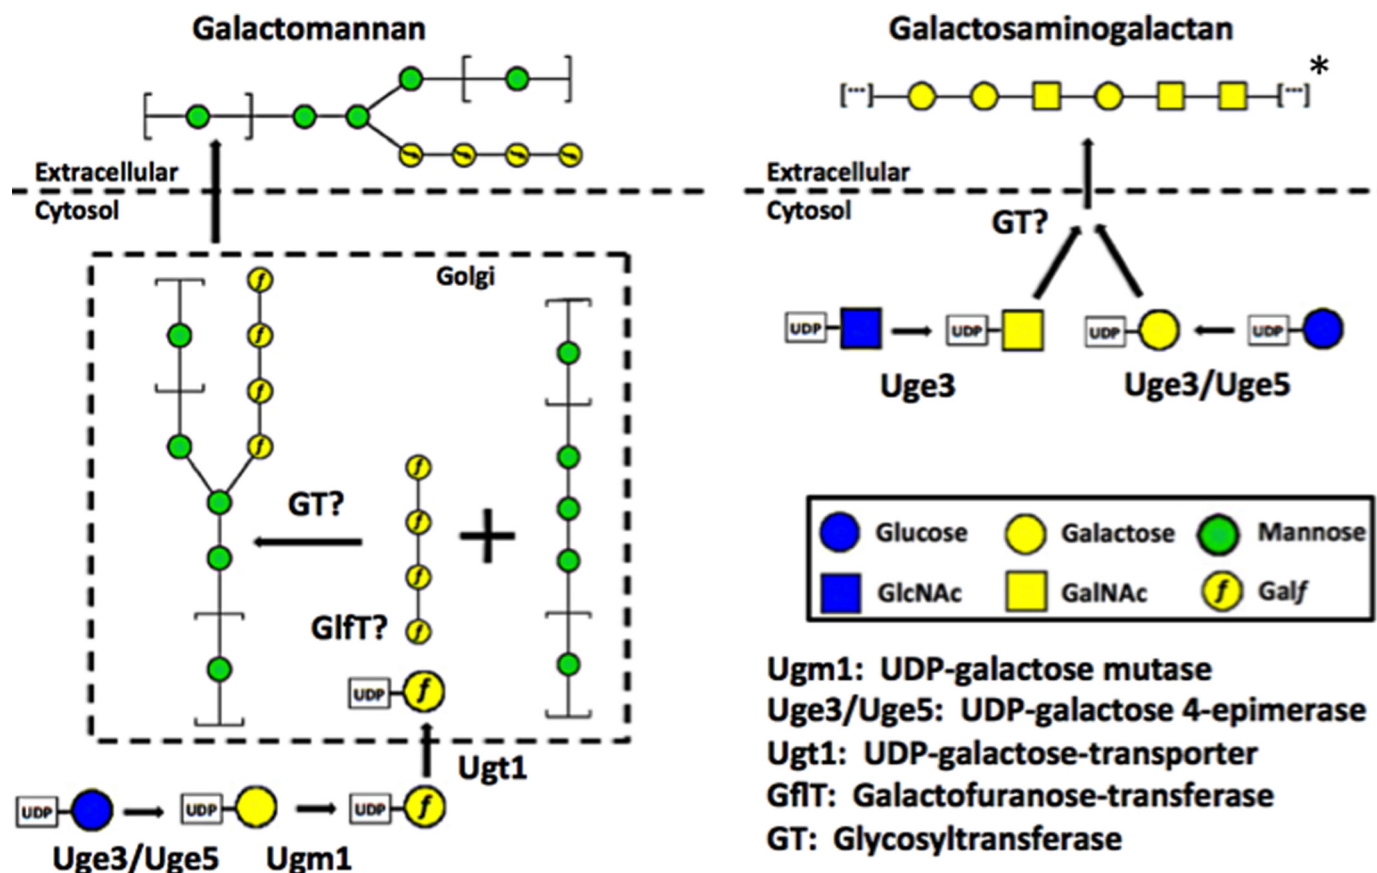 Galactomannan
Extracellular
Cytosol
Golgi
f
f
f
f
GT?
f
f
f
f
GlfT?
UDP f
Ugt1
UDP UDP UDP f
Uge3/Uge5 Ugm1
Galactosaminogalactan
[...] [...] *
Extracellular
Cytosol
GT?
UDP UDP UDP UDP
Uge3 Uge3/Uge5
Glucose Galactose Mannose
GlcNAc GalNAc f Galf
Ugm1: UDP-galactose mutase
Uge3/Uge5: UDP-galactose 4-epimerase
Ugt1: UDP-galactose-transporter
GflT: Galactofuranose-transferase
GT: Glycosyltransferase